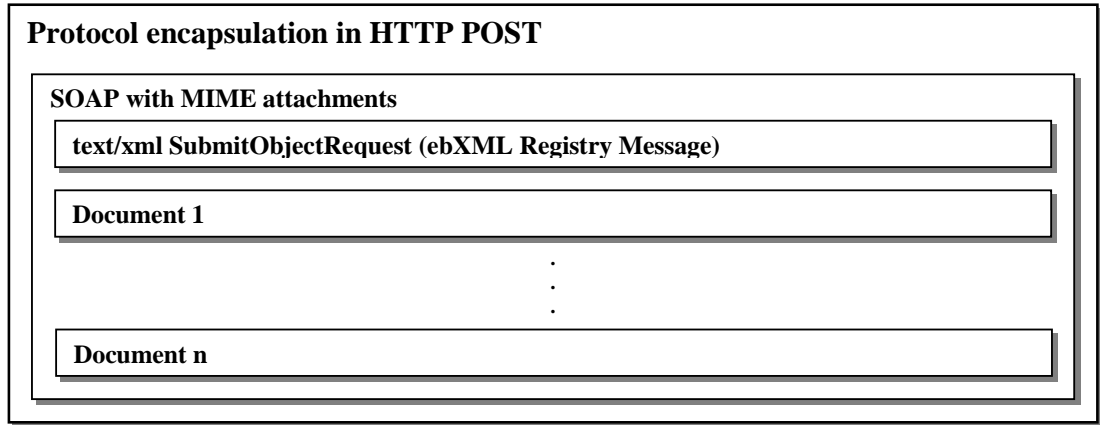 Protocol encapsulation in HTTP POST
SOAP with MIME attachments
text/xml SubmitObjectRequest (ebXML Registry Message)
Document 1
.
.
.
Document n